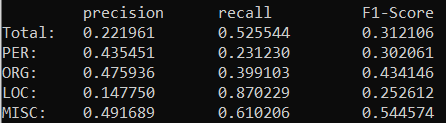 precision recall F1-Score
Total: 0.221961 0.525544 0.312106
PER: 0.435451 0.231230 0.302061
ORG: 0.475936 0.399103 0.434146
LOC: 0.147750 0.870229 0.252612
MISC: 0.491689 0.610206 0.544574